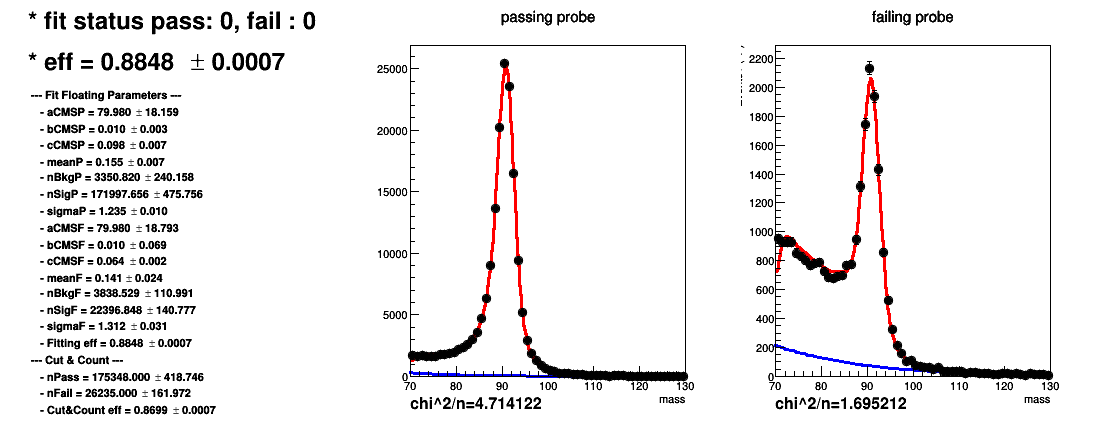 * fit status pass: 0, fail : 0
* eff = 0.8848 ± 0.0007
--- Fit Floating Parameters ---
- aCMSP = 79.980 ± 18.159
- bCMSP = 0.010 ± 0.003
- cCMSP = 0.098 ± 0.007
- meanP = 0.155 ± 0.007
- nBkgP = 3350.820 ± 240.158
- nSigP = 171997.656 ± 475.756
- sigmaP = 1.235 ± 0.010
- aCMSF = 79.980 ± 18.793
- bCMSF = 0.010 ± 0.069
- cCMSF = 0.064 ± 0.002
- meanF = 0.141 ± 0.024
- nBkgF = 3838.529 ± 110.991
- nSigF = 22396.848 ± 140.777
- sigmaF = 1.312 ± 0.031
- Fitting eff = 0.8848 ± 0.0007
--- Cut & Count ---
- nPass = 175348.000 ± 418.746
- nFail = 26235.000 ± 161.972
- Cut&Count eff = 0.8699 ± 0.0007
passing probe
25000
20000
15000
10000
5000
0
70 80 90 100 110 120 130
mass
chi^2/n=4.714122
failing probe
2200
2000
1800
1600
1400
1200
1000
800
600
400
200
0
70 80 90 100 110 120 130
mass
chi^2/n=1.695212